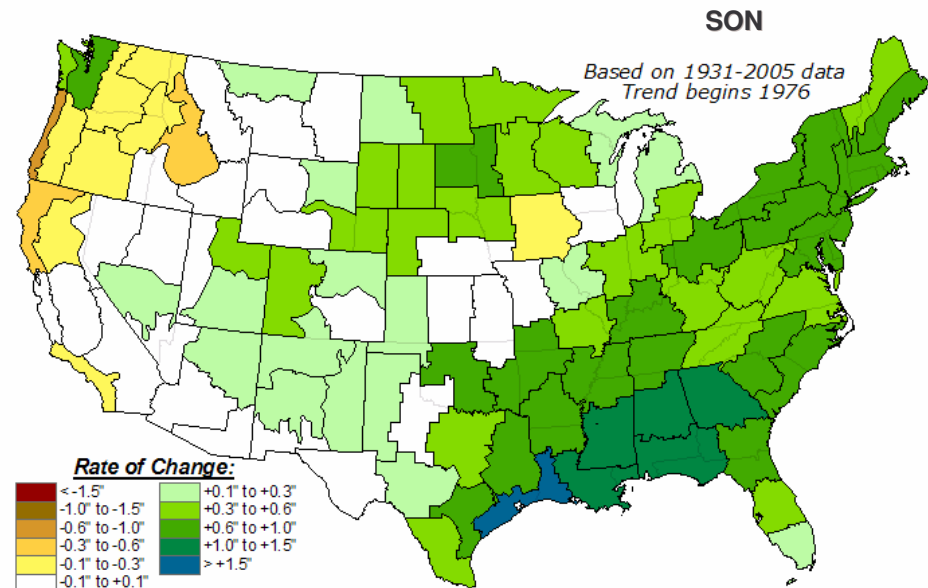 SON
Based on 1931-2005 data
Trend begins 1976
Rate of Change:
< -1.5"
-1.0" to -1.5"
-0.6" to -1.0"
-0.3" to -0.6"
-0.1" to -0.3"
-0.1" to +0.1"
+0.1" to +0.3"
+0.3" to +0.6"
+0.6" to +1.0"
+1.0" to +1.5"
> +1.5"